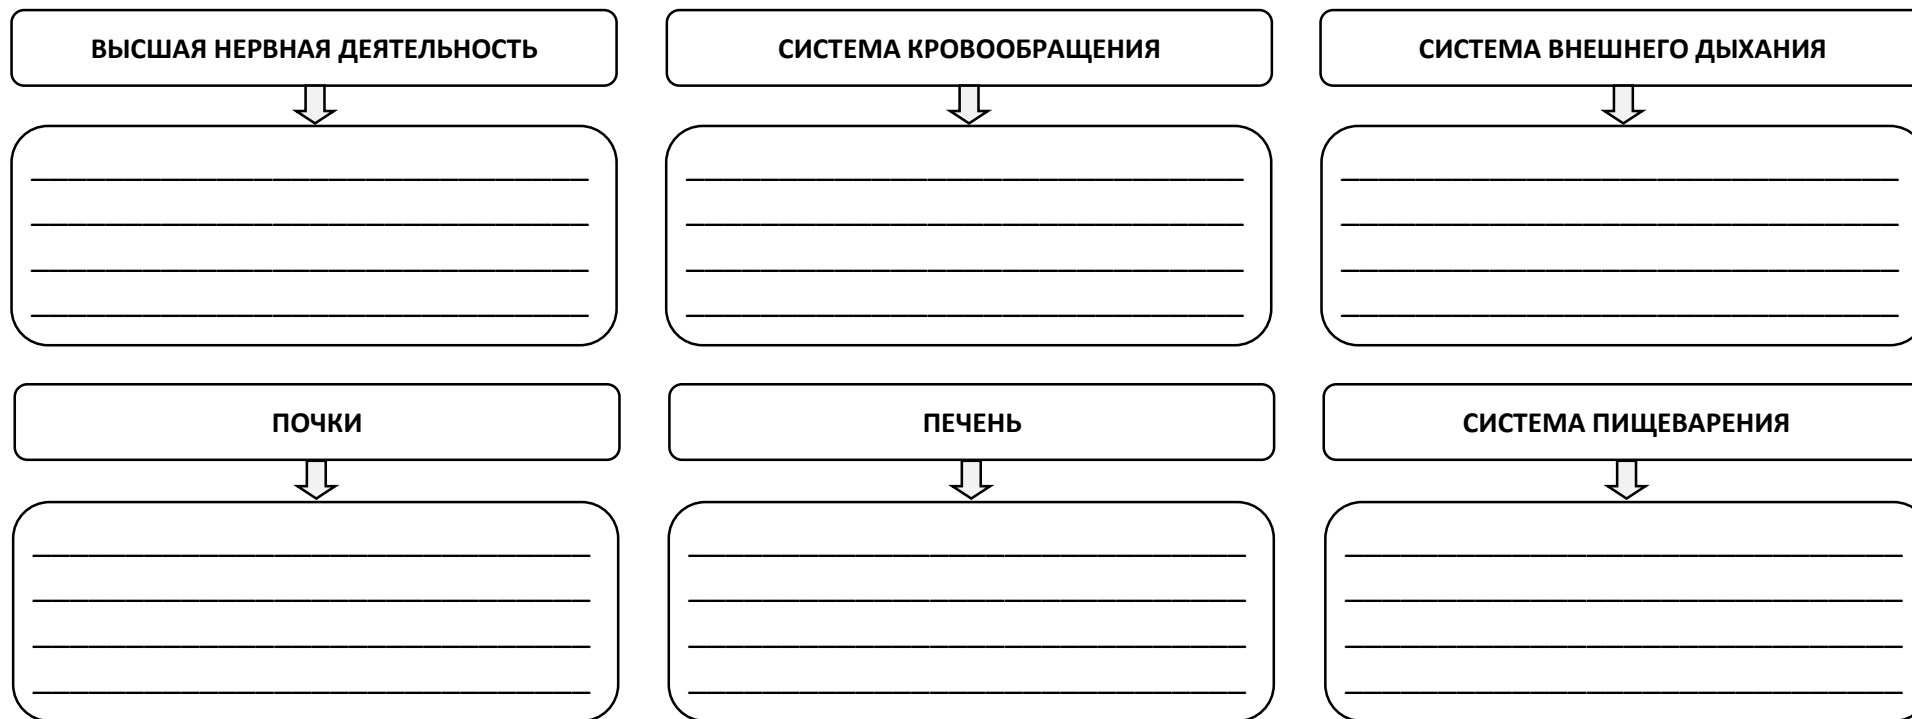 ВЫСШАЯ НЕРВНАЯ ДЕЯТЕЛЬНОСТЬ
СИСТЕМА КРОВООБРАЩЕНИЯ
СИСТЕМА ВНЕШНЕГО ДЫХАНИЯ
ПОЧКИ
ПЕЧЕНЬ
СИСТЕМА ПИЩЕВАРЕНИЯ